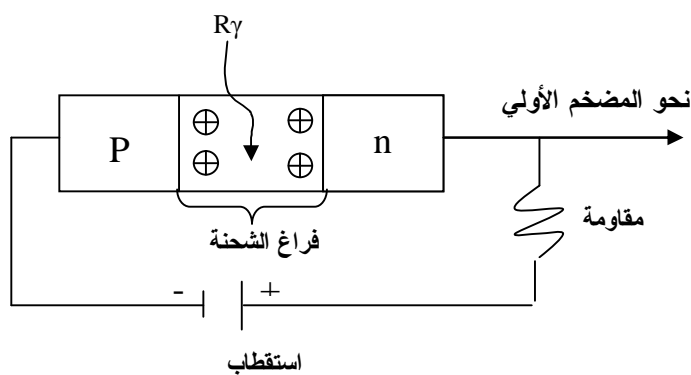 Rγ
نحو المضخم الأولي
P
n
مقاومة
فراغ الشحنة
- +
استقطاب